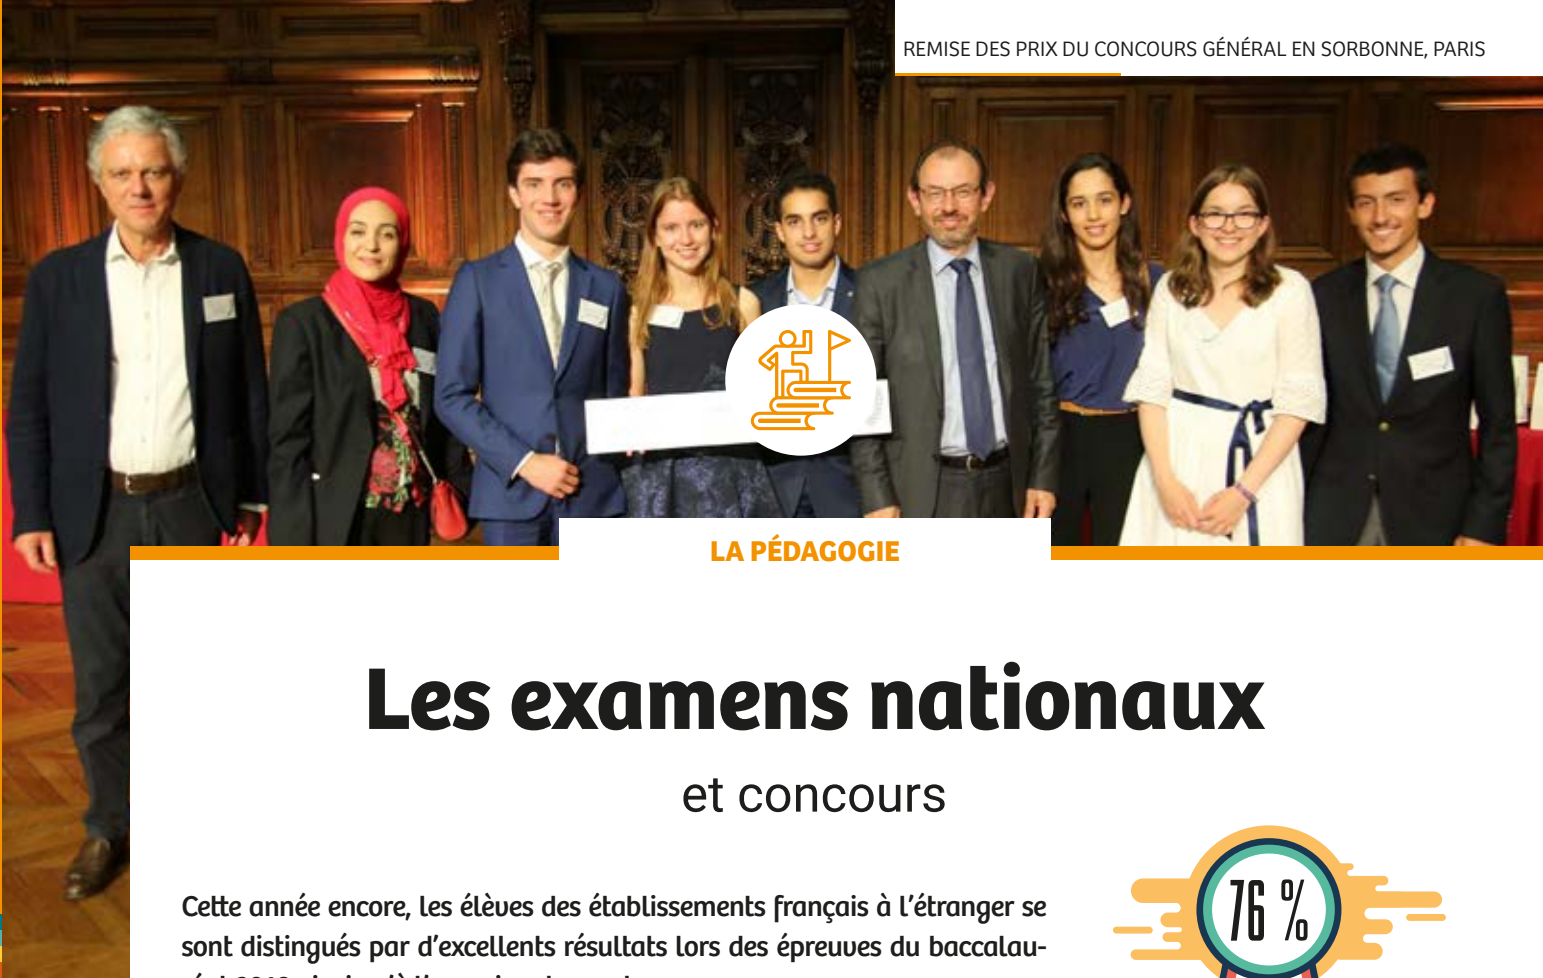 REMISE DES PRIX DU CONCOURS GÉNÉRAL EN SORBONNE, PARIS
LA PÉDAGOGIE
Les examens nationaux
et concours
Cette année encore, les élèves des établissements français à l'étranger se
sont distingués par d'excellents résultats lors des épreuves du baccalau-
76 %